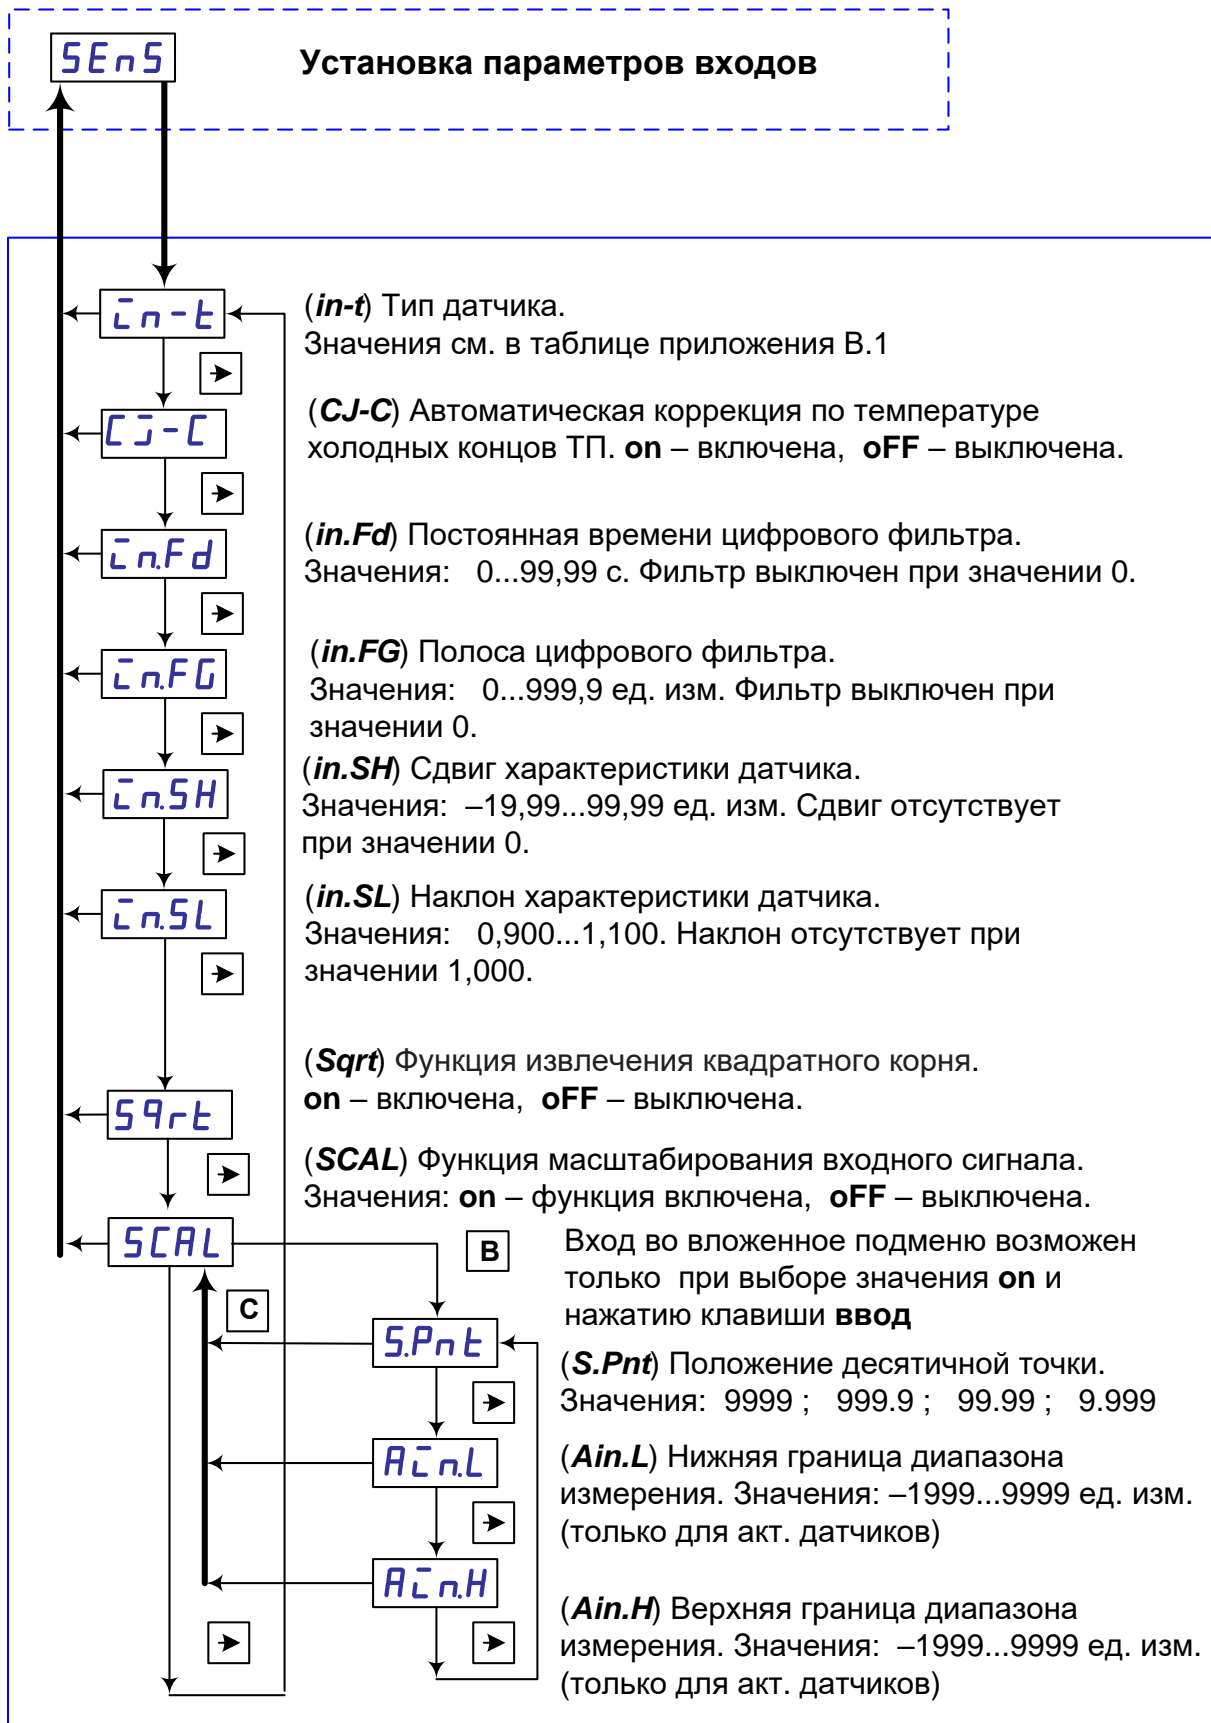 SEnS
Установка параметров входов
in-t
(in-t) Тип датчика.
Значения см. в таблице приложения В.1
CJ-C
(CJ-C) Автоматическая коррекция по температуре
холодных концов ТП. on – включена, oFF – выключена.
in.Fd
(in.Fd) Постоянная времени цифрового фильтра.
Значения: 0...99,99 с. Фильтр выключен при значении 0.
in.FG
(in.FG) Полоса цифрового фильтра.
Значения: 0...999,9 ед. изм. Фильтр выключен при
значении 0.
in.SH
(in.SH) Сдвиг характеристики датчика.
Значения: –19,99...99,99 ед. изм. Сдвиг отсутствует
при значении 0.
in.SL
(in.SL) Наклон характеристики датчика.
Значения: 0,900...1,100. Наклон отсутствует при
значении 1,000.
Sqrt
(Sqrt) Функция извлечения квадратного корня.
on – включена, oFF – выключена.
SCAL
(SCAL) Функция масштабирования входного сигнала.
Значения: on – функция включена, oFF – выключена.
B
Вход во вложенное подменю возможен
только при выборе значения on и
нажатию клавиши ввод
C
S.Pnt
(S.Pnt) Положение десятичной точки.
Значения: 9999 ; 999.9 ; 99.99 ; 9.999
Ain.L
(Ain.L) Нижняя граница диапазона
измерения. Значения: –1999...9999 ед. изм.
(только для акт. датчиков)
Ain.H
(Ain.H) Верхняя граница диапазона
измерения. Значения: –1999...9999 ед. изм.
(только для акт. датчиков)